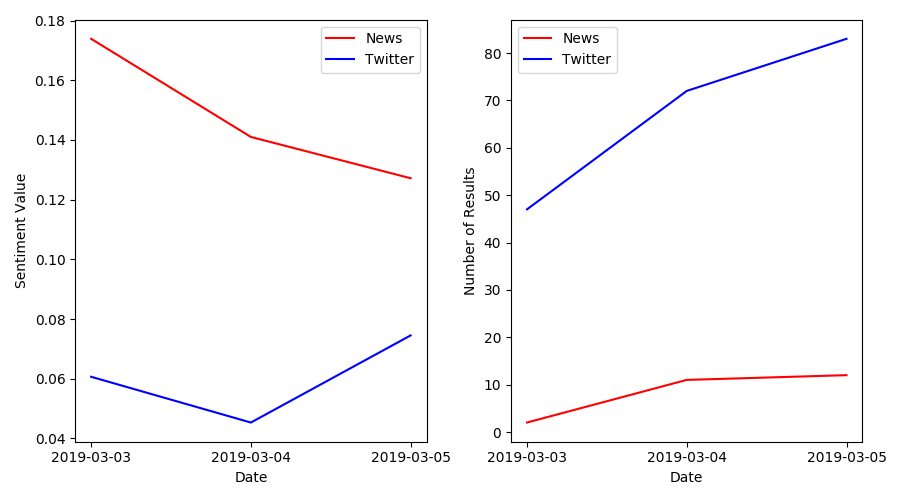 0.18
0.16
0.14
0.12
0.10
0.08
0.06
0.04
Sentiment Value
News
Twitter
2019-03-03
2019-03-04
2019-03-05
Date
80
70
60
50
40
30
20
10
0
Number of Results
News
Twitter
2019-03-03
2019-03-04
2019-03-05
Date